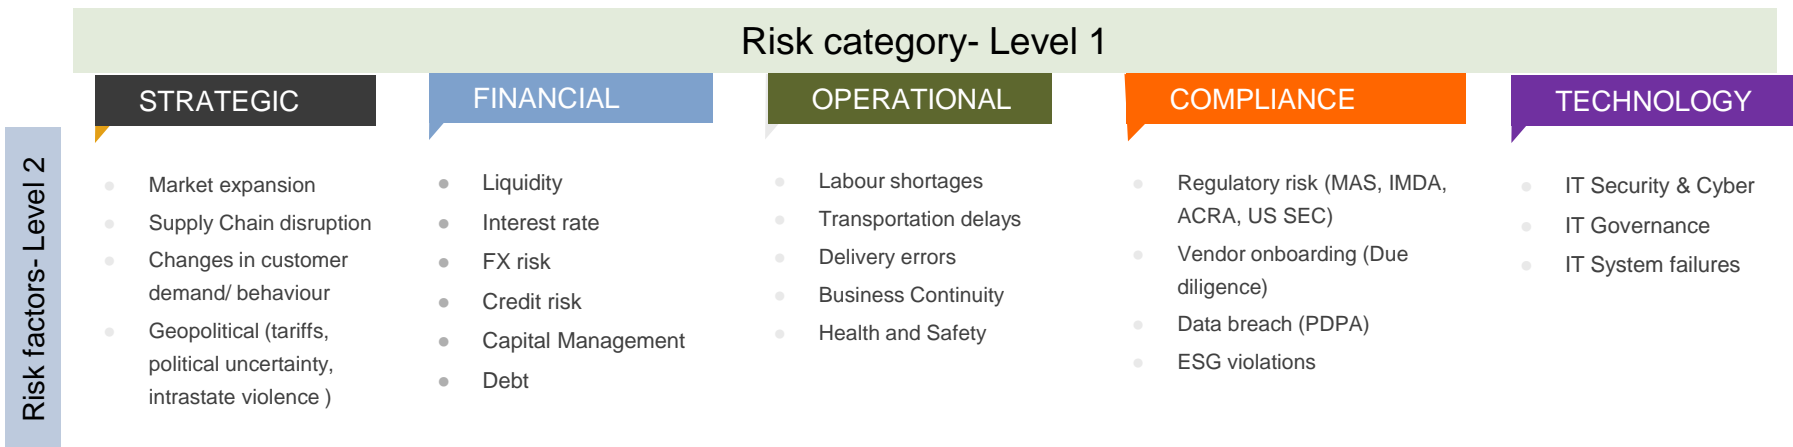 Risk category- Level 1
Risk factors- Level 2
STRATEGIC
Market expansion
Supply Chain disruption
Changes in customer
demand/ behaviour
Geopolitical (tariffs,
political uncertainty,
intrastate violence )
FINANCIAL
Liquidity
Interest rate
FX risk
Credit risk
Capital Management
Debt
OPERATIONAL
Labour shortages
Transportation delays
Delivery errors
Business Continuity
Health and Safety
COMPLIANCE
Regulatory risk (MAS, IMDA,
ACRA, US SEC)
Vendor onboarding (Due
diligence)
Data breach (PDPA)
ESG violations
TECHNOLOGY
IT Security & Cyber
IT Governance
IT System failures